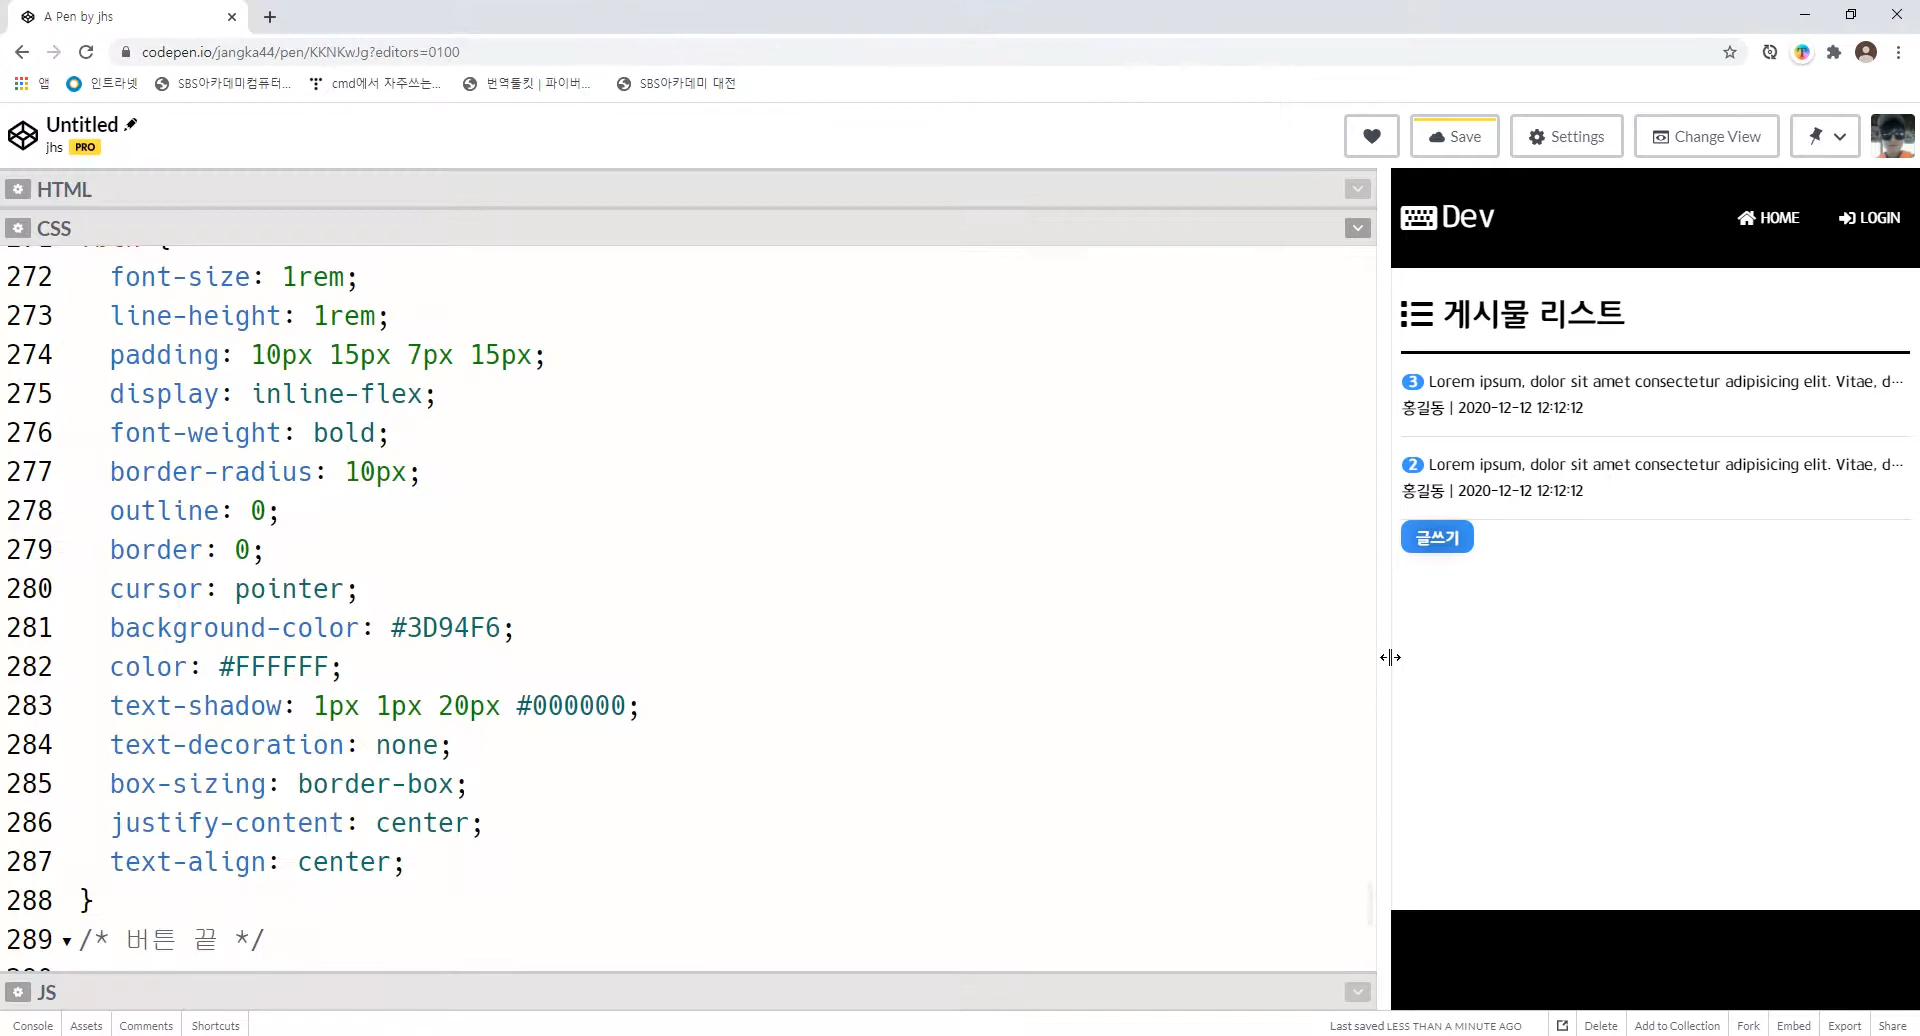 A Pen by jhs
codepen.io/jangka44/pen/KKNKwJg?editors=0100
앱 인트라넷 SBS아카데미컴퓨터... cmd에서 자주쓰는... 번역툴킷 | 파이버... SBS아카데미 대전
Untitled
jhs PRO
Save Settings Change View
HTML
CSS
272 font-size: 1rem;
273 line-height: 1rem;
274 padding: 10px 15px 7px 15px;
275 display: inline-flex;
276 font-weight: bold;
277 border-radius: 10px;
278 outline: 0;
279 border: 0;
280 cursor: pointer;
281 background-color: #3D94F6;
282 color: #FFFFFF;
283 text-shadow: 1px 1px 20px #000000;
284 text-decoration: none;
285 box-sizing: border-box;
286 justify-content: center;
287 text-align: center;
288 }
289 /* 버튼 끝 */
JS
Dev HOME LOGIN
게시물 리스트
3 Lorem ipsum, dolor sit amet consectetur adipisicing elit. Vitae, d…
홍길동 | 2020-12-12 12:12:12
2 Lorem ipsum, dolor sit amet consectetur adipisicing elit. Vitae, d…
홍길동 | 2020-12-12 12:12:12
글쓰기
Console Assets Comments Shortcuts
Last saved LESS THAN A MINUTE AGO Delete Add to Collection Fork Embed Export Share